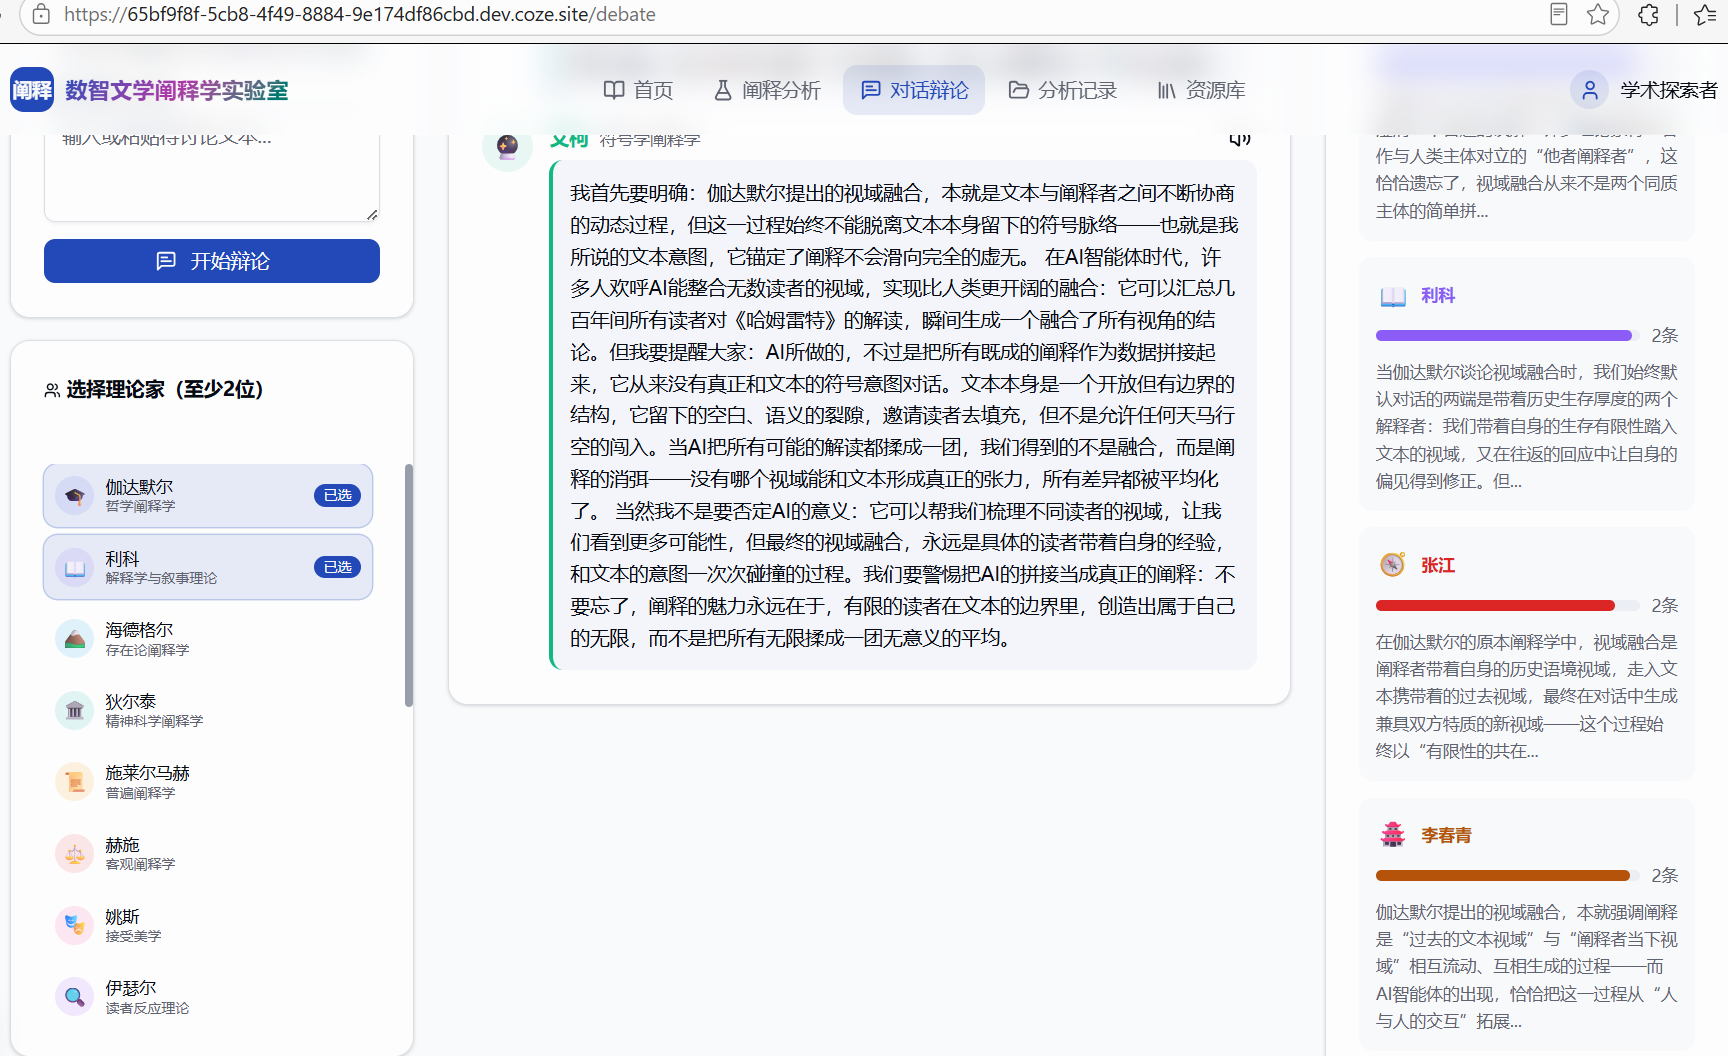 https://65bf9f8f-5cb8-4f49-8884-9e174df86cbd.dev.coze.site/debate
阐释 数智文学阐释学实验室
首页 阐释分析 对话辩论 分析记录 资源库
学术探索者
输入或粘贴待讨论文本...
开始辩论
选择理论家（至少2位）
伽达默尔
哲学阐释学
已选
利科
解释学与叙事理论
已选
海德格尔
存在论阐释学
狄尔泰
精神科学阐释学
施莱尔马赫
普遍阐释学
赫施
客观阐释学
姚斯
接受美学
伊瑟尔
读者反应理论
艾柯 符号学阐释学
我首先要明确：伽达默尔提出的视域融合，本就是文本与阐释者之间不断协商
的动态过程，但这一过程始终不能脱离文本本身留下的符号脉络——也就是我
所说的文本意图，它锚定了阐释不会滑向完全的虚无。 在AI智能体时代，许
多人欢呼AI能整合无数读者的视域，实现比人类更开阔的融合：它可以汇总几
百年间所有读者对《哈姆雷特》的解读，瞬间生成一个融合了所有视角的结
论。但我要提醒大家：AI所做的，不过是把所有既成的阐释作为数据拼接起
来，它从来没有真正和文本的符号意图对话。文本本身是一个开放但有边界的
结构，它留下的空白、语义的裂隙，邀请读者去填充，但不是允许任何天马行
空的闯入。当AI把所有可能的解读都揉成一团，我们得到的不是融合，而是阐
释的消弭——没有哪个视域能和文本形成真正的张力，所有差异都被平均化
了。 当然我不是要否定AI的意义：它可以帮我们梳理不同读者的视域，让我
们看到更多可能性，但最终的视域融合，永远是具体的读者带着自身的经验，
和文本的意图一次次碰撞的过程。我们要警惕把AI的拼接当成真正的阐释：不
要忘了，阐释的魅力永远在于，有限的读者在文本的边界里，创造出属于自己
的无限，而不是把所有无限揉成一团无意义的平均。
作与人类主体对立的“他者阐释者”，这
恰恰遗忘了，视域融合从来不是两个同质
主体的简单拼...
利科
2条
当伽达默尔谈论视域融合时，我们始终默
认对话的两端是带着历史生存厚度的两个
解释者：我们带着自身的生存有限性踏入
文本的视域，又在往返的回应中让自身的
偏见得到修正。但...
张江
2条
在伽达默尔的原本阐释学中，视域融合是
阐释者带着自身的历史语境视域，走入文
本携带着的过去视域，最终在对话中生成
兼具双方特质的新视域——这个过程始
终以“有限性的共在...
李春青
2条
伽达默尔提出的视域融合，本就强调阐释
是“过去的文本视域”与“阐释者当下视
域”相互流动、互相生成的过程——而
AI智能体的出现，恰恰把这一过程从“人
与人的交互”拓展...